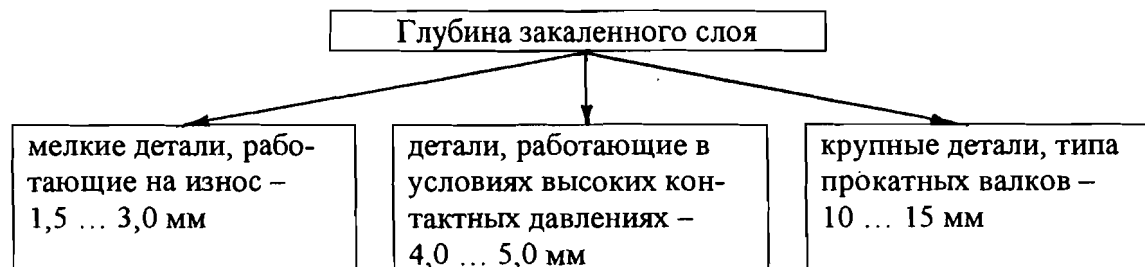 Глубина закаленного слоя
мелкие детали, рабо-
тающие на износ –
1,5 ... 3,0 мм
детали, работающие в
условиях высоких кон-
тактных давлениях –
4,0 ... 5,0 мм
крупные детали, типа
прокатных валков –
10 ... 15 мм